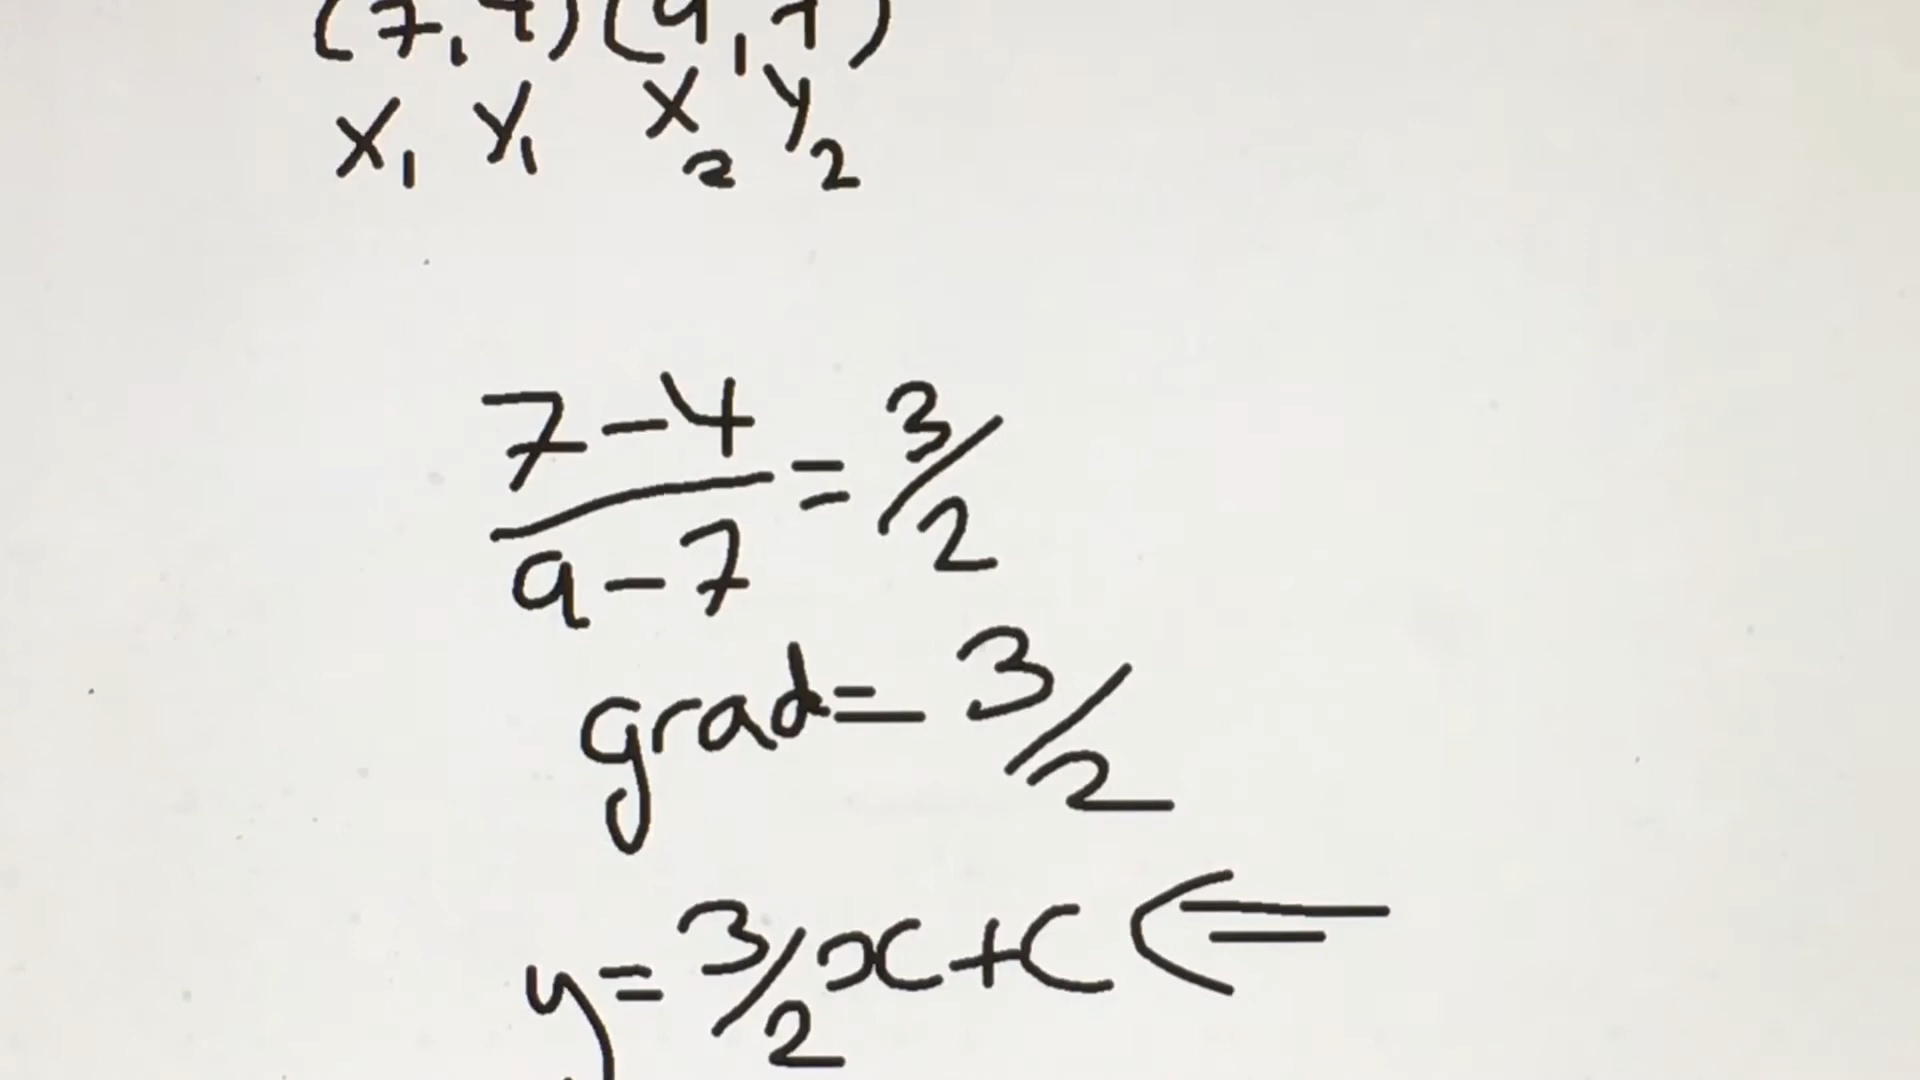 (7,4)(9,7)
x₁ y₁ x₂ y₂
7-4/9-7 = 3/2
grad = 3/2
y = 3/2x+c ⇐